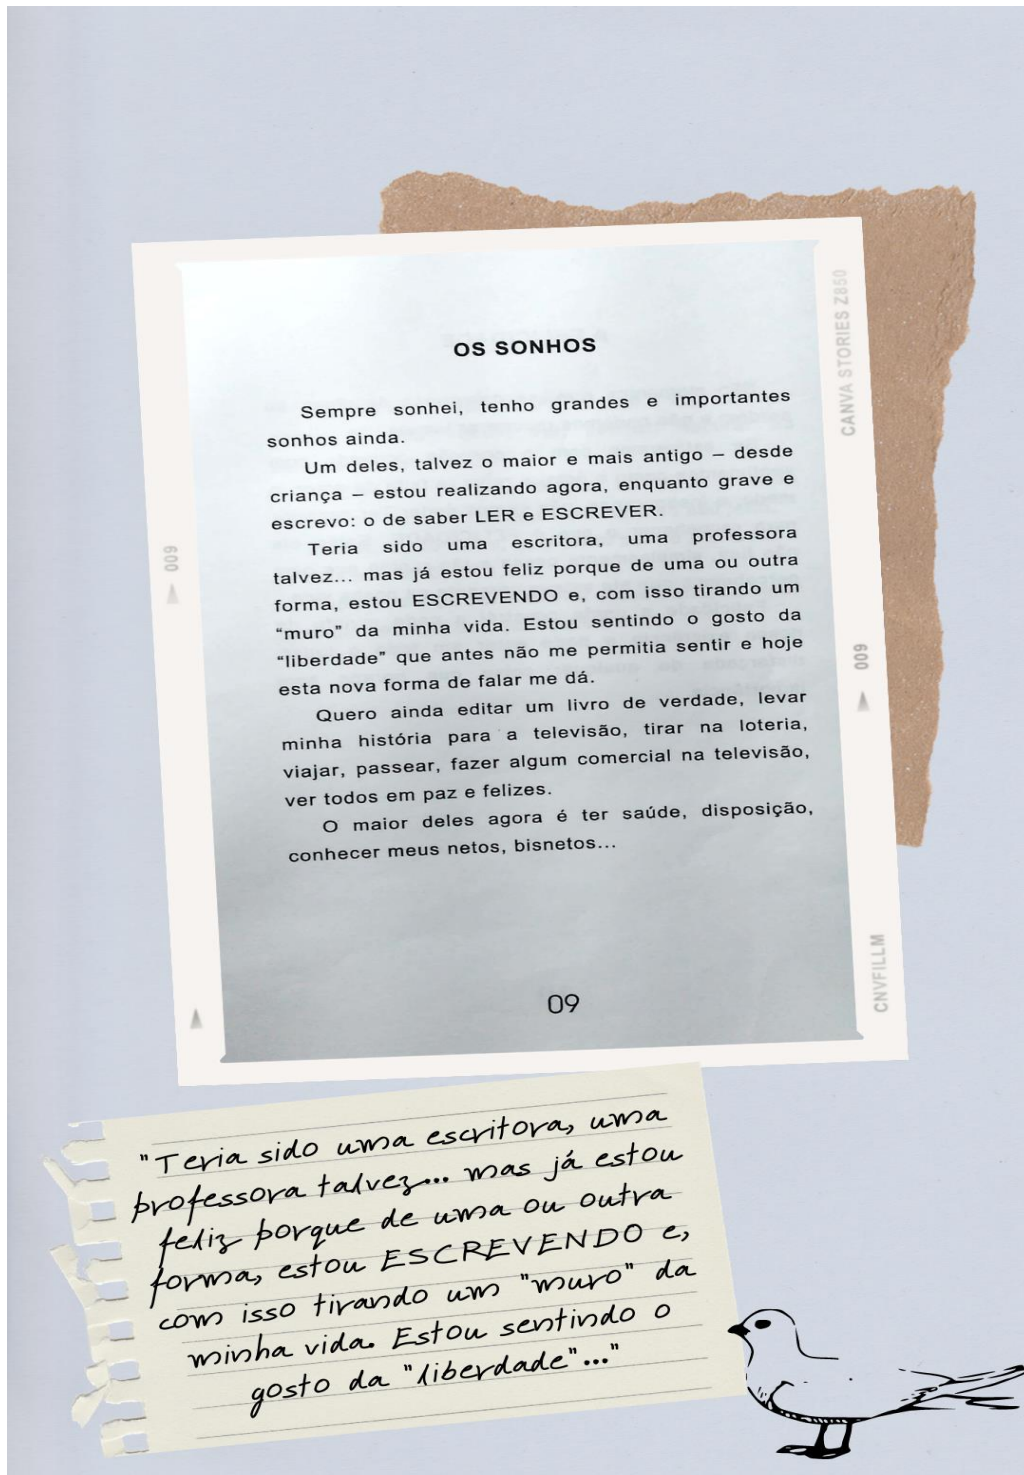 OS SONHOS
Sempre sonhei, tenho grandes e importantes
sonhos ainda.
Um deles, talvez o maior e mais antigo – desde
criança – estou realizando agora, enquanto grave e
escrevo: o de saber LER e ESCREVER.
Teria sido uma escritora, uma professora
talvez... mas já estou feliz porque de uma ou outra
forma, estou ESCREVENDO e, com isso tirando um
“muro” da minha vida. Estou sentindo o gosto da
“liberdade” que antes não me permitia sentir e hoje
esta nova forma de falar me dá.
Quero ainda editar um livro de verdade, levar
minha história para a televisão, tirar na loteria,
viajar, passear, fazer algum comercial na televisão,
ver todos em paz e felizes.
O maior deles agora é ter saúde, disposição,
conhecer meus netos, bisnetos...
09
CANVA STORIES Z850
009
009
CNVFILLM
"Teria sido uma escritora, uma
professora talvez... mas já estou
feliz porque de uma ou outra
forma, estou ESCREVENDO e,
com isso tirando um "muro" da
minha vida. Estou sentindo o
gosto da "liberdade"..."